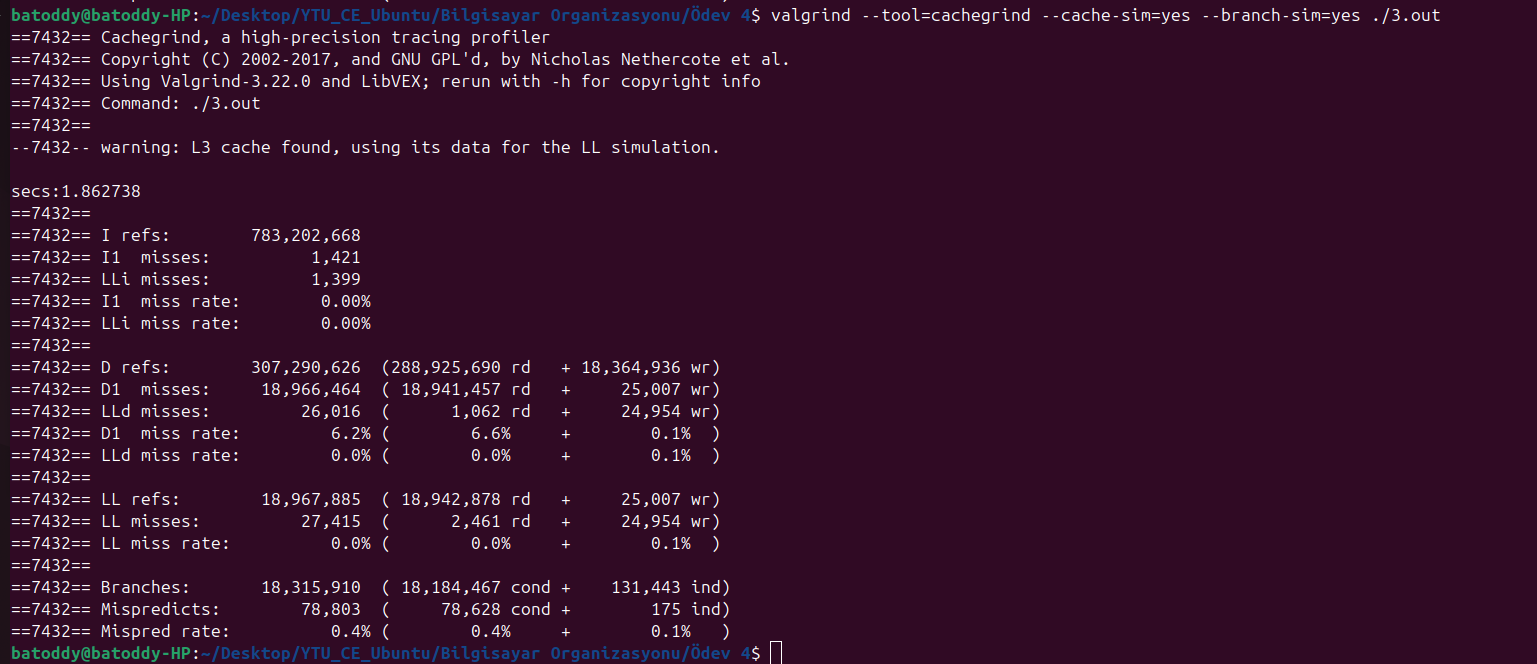 batoddy@batoddy-HP:~/Desktop/YTU_CE_Ubuntu/Bilgisayar Organizasyonu/Ödev 4$ valgrind --tool=cachegrind --cache-sim=yes --branch-sim=yes ./3.out
==7432== Cachegrind, a high-precision tracing profiler
==7432== Copyright (C) 2002-2017, and GNU GPL'd, by Nicholas Nethercote et al.
==7432== Using Valgrind-3.22.0 and LibVEX; rerun with -h for copyright info
==7432== Command: ./3.out
==7432==
--7432-- warning: L3 cache found, using its data for the LL simulation.
secs:1.862738
==7432==
==7432== I refs:        783,202,668
==7432== I1  misses:          1,421
==7432== LLi misses:          1,399
==7432== I1  miss rate:        0.00%
==7432== LLi miss rate:        0.00%
==7432==
==7432== D refs:        307,290,626  (288,925,690 rd   + 18,364,936 wr)
==7432== D1  misses:     18,966,464  ( 18,941,457 rd   +     25,007 wr)
==7432== LLd misses:         26,016  (      1,062 rd   +     24,954 wr)
==7432== D1  miss rate:         6.2% (        6.6%     +        0.1%  )
==7432== LLd miss rate:         0.0% (        0.0%     +        0.1%  )
==7432==
==7432== LL refs:        18,967,885  ( 18,942,878 rd   +     25,007 wr)
==7432== LL misses:          27,415  (      2,461 rd   +     24,954 wr)
==7432== LL miss rate:          0.0% (        0.0%     +        0.1%  )
==7432==
==7432== Branches:       18,315,910  ( 18,184,467 cond +    131,443 ind)
==7432== Mispredicts:        78,803  (     78,628 cond +        175 ind)
==7432== Mispred rate:          0.4% (        0.4%     +        0.1%   )
batoddy@batoddy-HP:~/Desktop/YTU_CE_Ubuntu/Bilgisayar Organizasyonu/Ödev 4$